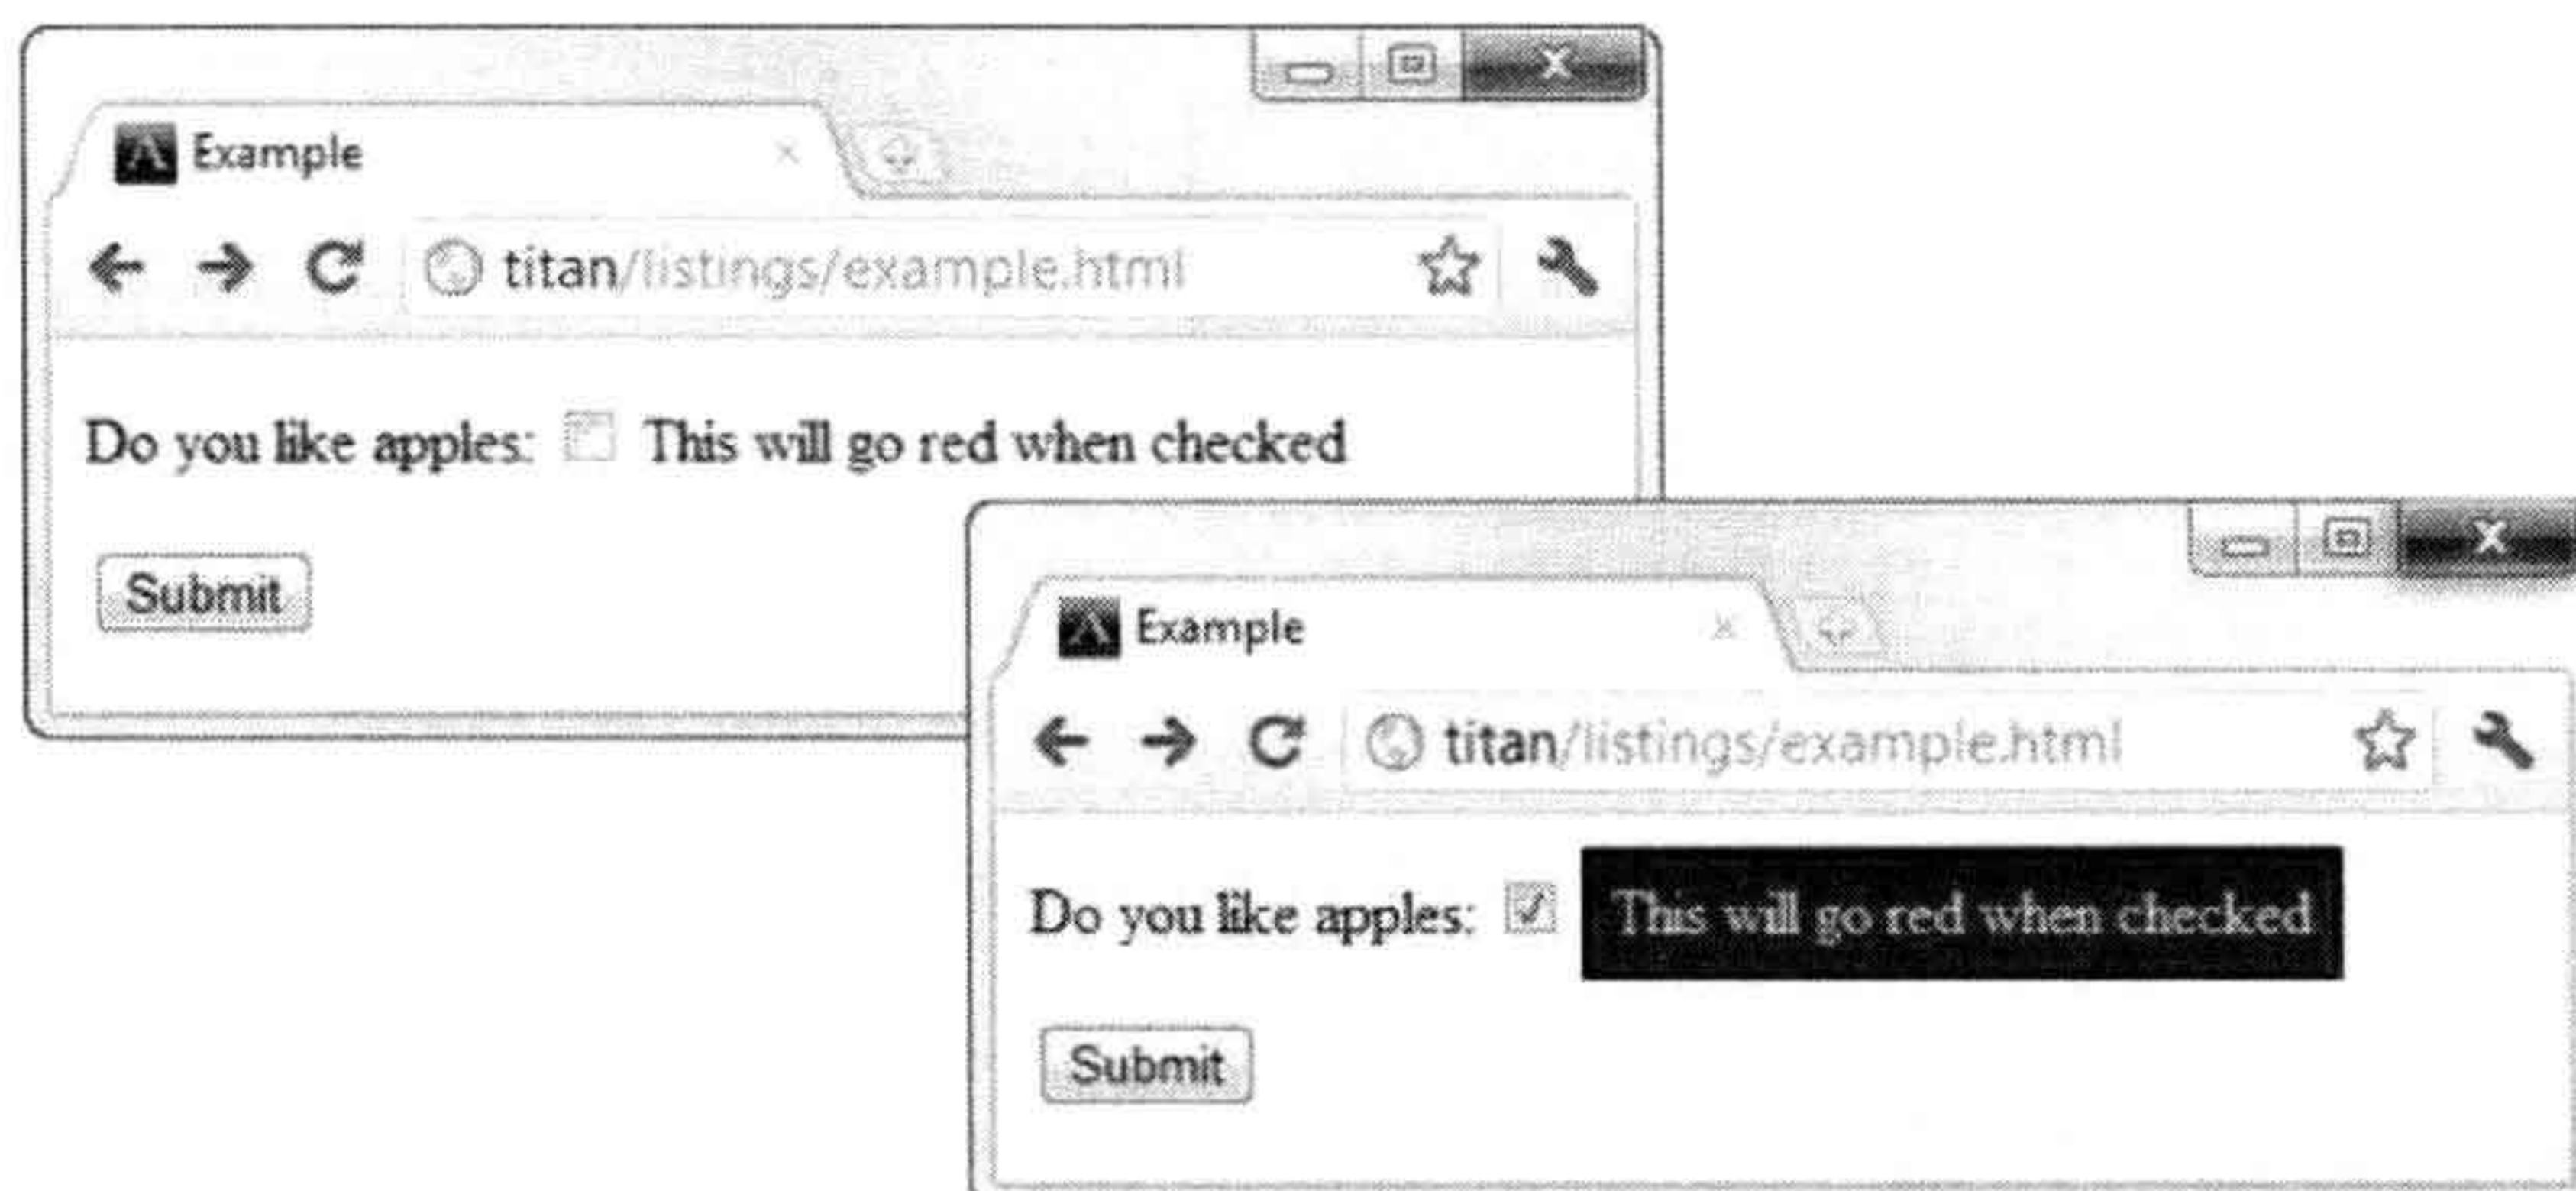 Example
titan/listings/example.html
Do you like apples: This will go red when checked
Submit
Example
titan/listings/example.html
Do you like apples: This will go red when checked
Submit